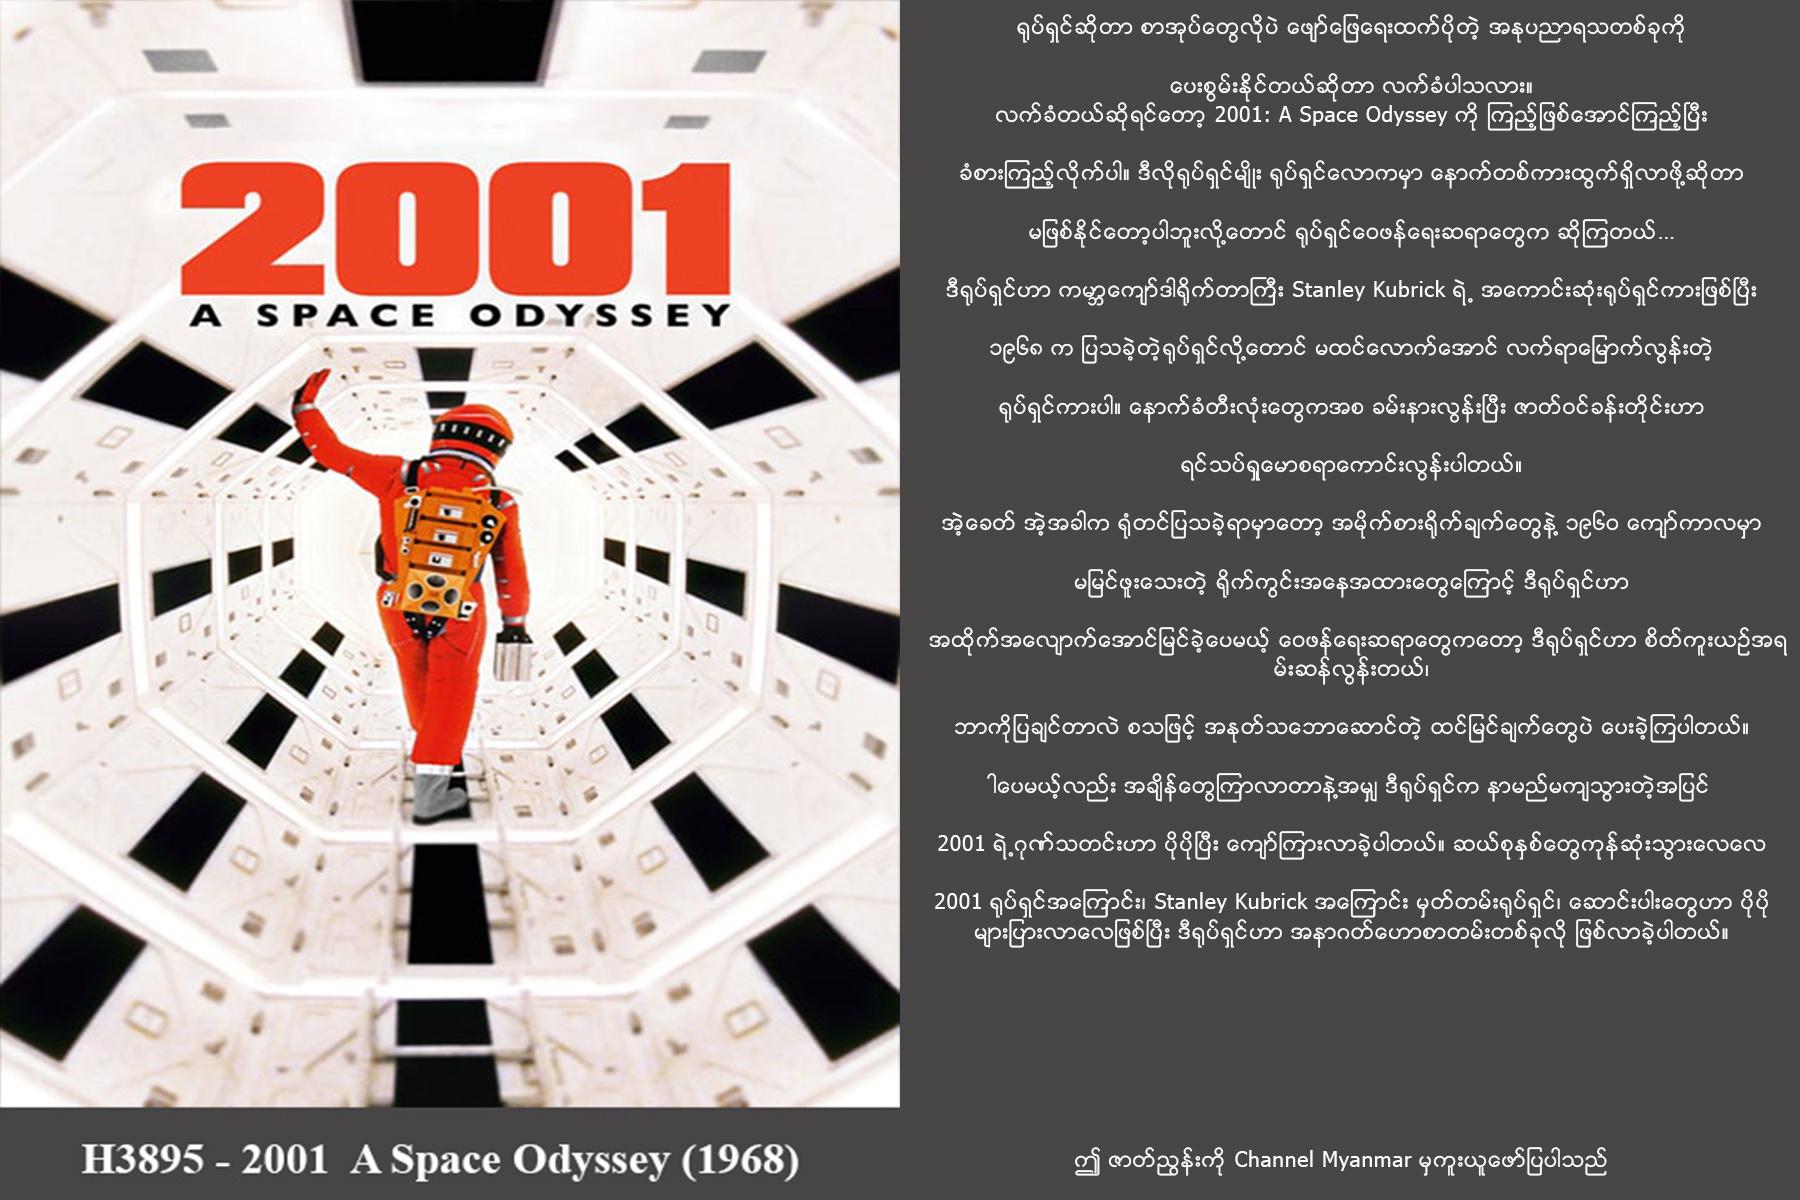 2001
A SPACE ODYSSEY
H3895 - 2001 A Space Odyssey (1968)
ရုပ်ရှင်ဆိုတာ စာအုပ်တွေလိုပဲ ဖျော်ဖြေရေးထက်ပိုတဲ့ အနုပညာရသတစ်ခုကို
ပေးစွမ်းနိုင်တယ်ဆိုတာ လက်ခံပါသလား။
လက်ခံတယ်ဆိုရင်တော့ 2001: A Space Odyssey ကို ကြည့်ဖြစ်အောင်ကြည့်ပြီး
ခံစားကြည့်လိုက်ပါ။ ဒီလိုရုပ်ရှင်မျိုး ရုပ်ရှင်လောကမှာ နောက်တစ်ကားထွက်ရှိလာဖို့ဆိုတာ
မဖြစ်နိုင်တော့ပါဘူးလို့တောင် ရုပ်ရှင်ဝေဖန်ရေးဆရာတွေက ဆိုကြတယ်...
ဒီရုပ်ရှင်ဟာ ကမ္ဘာကျော်ဒါရိုက်တာကြီး Stanley Kubrick ရဲ့ အကောင်းဆုံးရုပ်ရှင်ကားဖြစ်ပြီး
၁၉၆၈ က ပြသခဲ့တဲ့ရုပ်ရှင်လို့တောင် မထင်လောက်အောင် လက်ရာမြောက်လွန်းတဲ့
ရုပ်ရှင်ကားပါ။ နောက်ခံတီးလုံးတွေကအစ ခမ်းနားလွန်းပြီး ဇာတ်ဝင်ခန်းတိုင်းဟာ
ရင်သပ်ရှုမောစရာကောင်းလွန်းပါတယ်။
အဲ့ခေတ် အဲ့အခါက ရုံတင်ပြသခဲ့ရာမှာတော့ အမိုက်စားရိုက်ချက်တွေနဲ့ ၁၉၆၀ ကျော်ကာလမှာ
မမြင်ဖူးသေးတဲ့ ရိုက်ကွင်းအနေအထားတွေကြောင့် ဒီရုပ်ရှင်ဟာ
အထိုက်အလျောက်အောင်မြင်ခဲ့ပေမယ့် ဝေဖန်ရေးဆရာတွေကတော့ ဒီရုပ်ရှင်ဟာ စိတ်ကူးယဉ်အရ
မ်းဆန်လွန်းတယ်၊
ဘာကိုပြချင်တာလဲ စသဖြင့် အနုတ်သဘောဆောင်တဲ့ ထင်မြင်ချက်တွေပဲ ပေးခဲ့ကြပါတယ်။
ါပေမယ့်လည်း အချိန်တွေကြာလာတာနဲ့အမျှ ဒီရုပ်ရှင်က နာမည်မကျသွားတဲ့အပြင်
2001 ရဲ့ဂုဏ်သတင်းဟာ ပိုပိုပြီး ကျော်ကြားလာခဲ့ပါတယ်။ ဆယ်စုနှစ်တွေကုန်ဆုံးသွားလေလေ
2001 ရုပ်ရှင်အကြောင်း၊ Stanley Kubrick အကြောင်း မှတ်တမ်းရုပ်ရှင်၊ ဆောင်းပါးတွေဟာ ပိုပို
များပြားလာလေဖြစ်ပြီး ဒီရုပ်ရှင်ဟာ အနာဂတ်ဟောစာတမ်းတစ်ခုလို ဖြစ်လာခဲ့ပါတယ်။
ဤ ဇာတ်ညွှန်းကို Channel Myanmar မှကူးယူဖော်ပြပါသည်